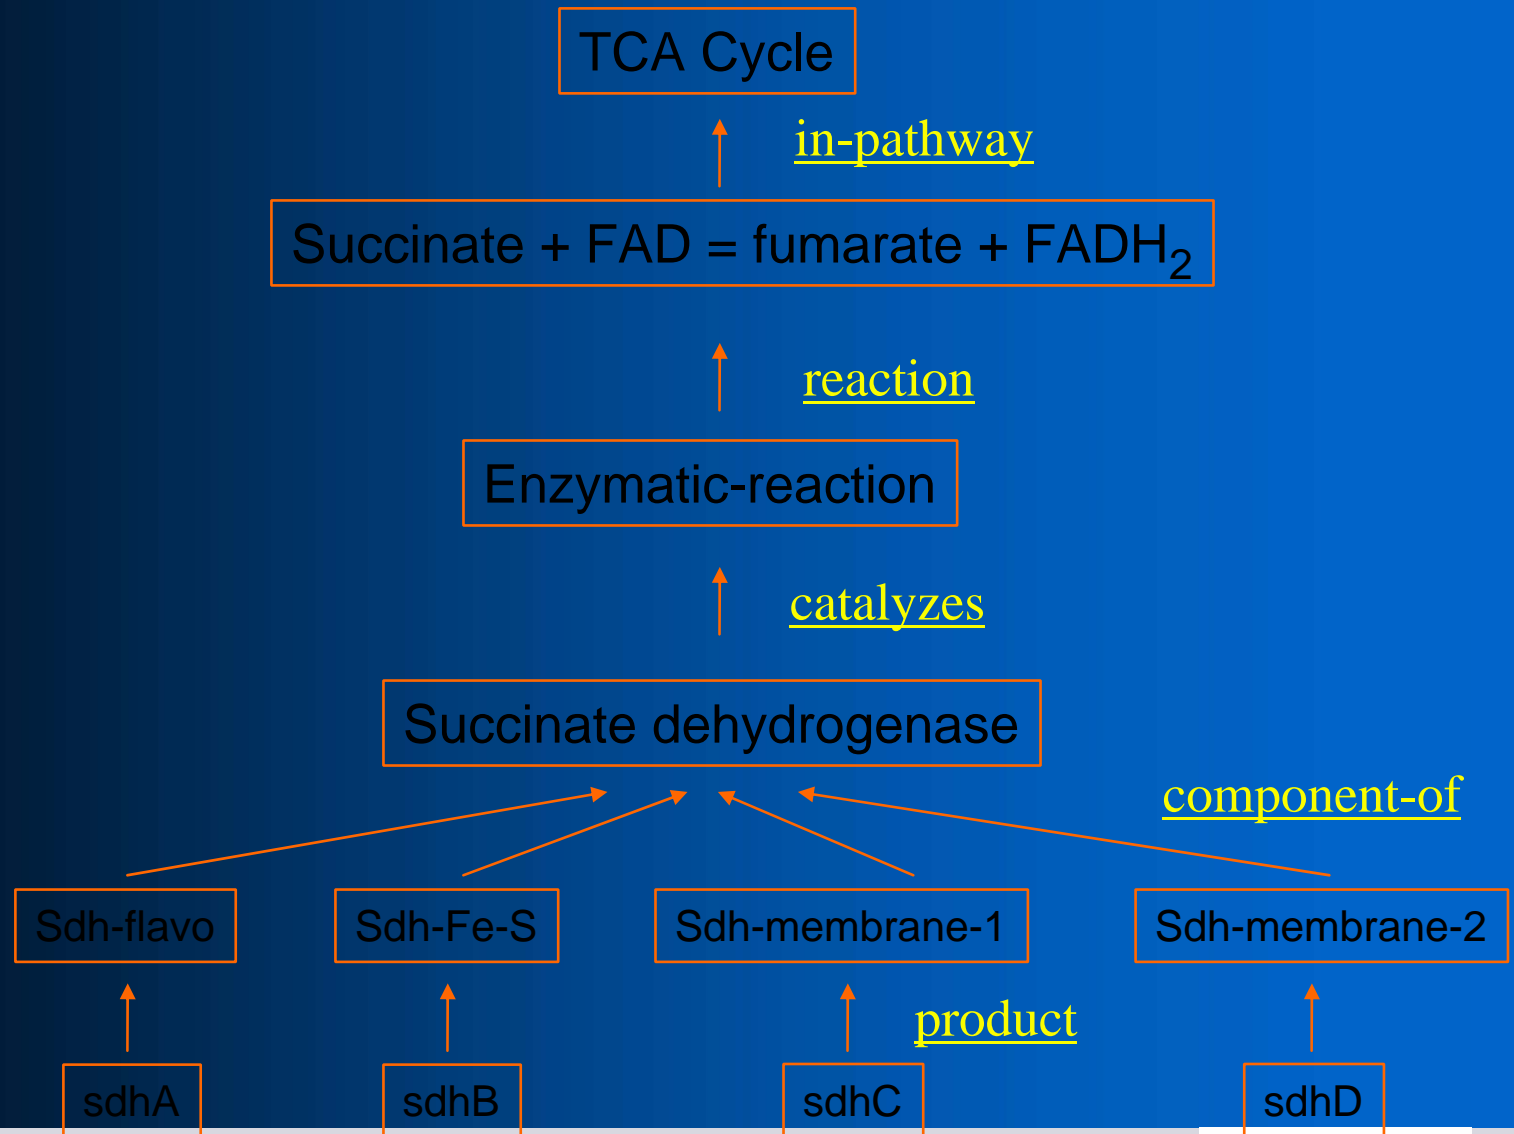 TCA Cycle
in-pathway
Succinate + FAD = fumarate + FADH₂
reaction
Enzymatic-reaction
catalyzes
Succinate dehydrogenase
component-of
Sdh-flavo Sdh-Fe-S Sdh-membrane-1 Sdh-membrane-2
product
sdhA sdhB sdhC sdhD